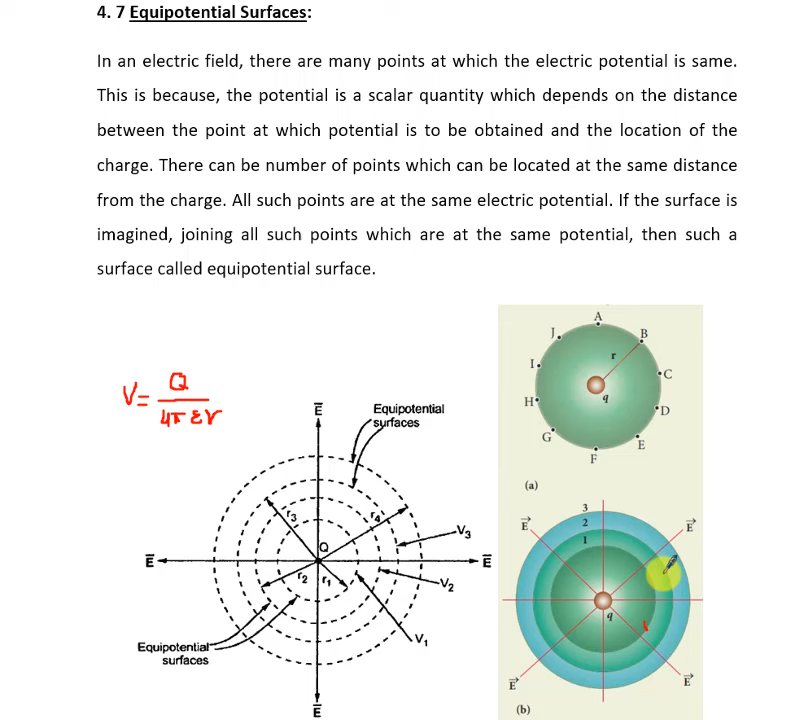 4. 7 Equipotential Surfaces:
In an electric field, there are many points at which the electric potential is same.
This is because, the potential is a scalar quantity which depends on the distance
between the point at which potential is to be obtained and the location of the
charge. There can be number of points which can be located at the same distance
from the charge. All such points are at the same electric potential. If the surface is
imagined, joining all such points which are at the same potential, then such a
surface called equipotential surface.
V = Q
4π εr
E̅
Equipotential
surfaces
r3
r4
Q
V3
E̅
E̅
r2
r1
V2
V1
Equipotential
surfaces
E̅
A
J
B
r
I
C
q
H
D
G
E
F
(a)
3
E⃗
2
E⃗
1
q
E⃗
E⃗
(b)